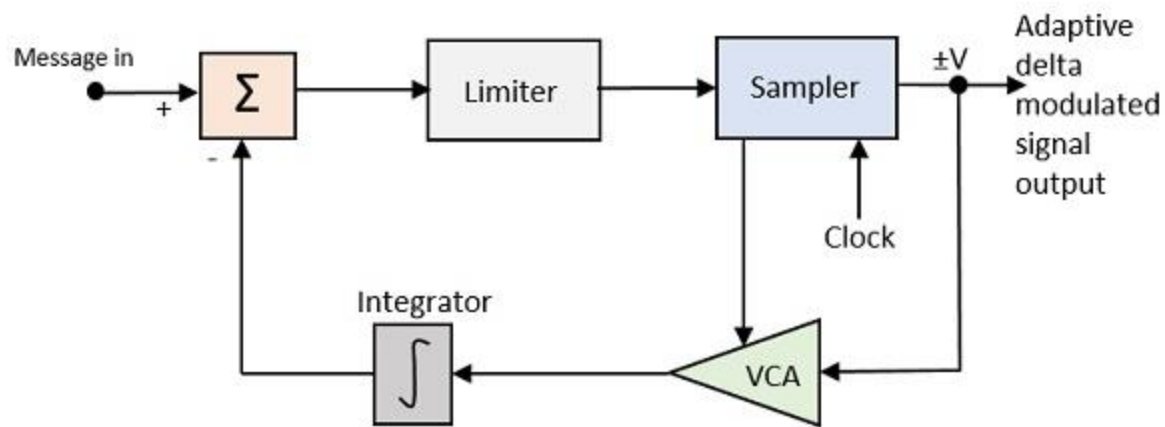 Message in
+
-
Σ
Limiter
Sampler
±V
Adaptive
delta
modulated
signal
output
Clock
Integrator
∫
VCA